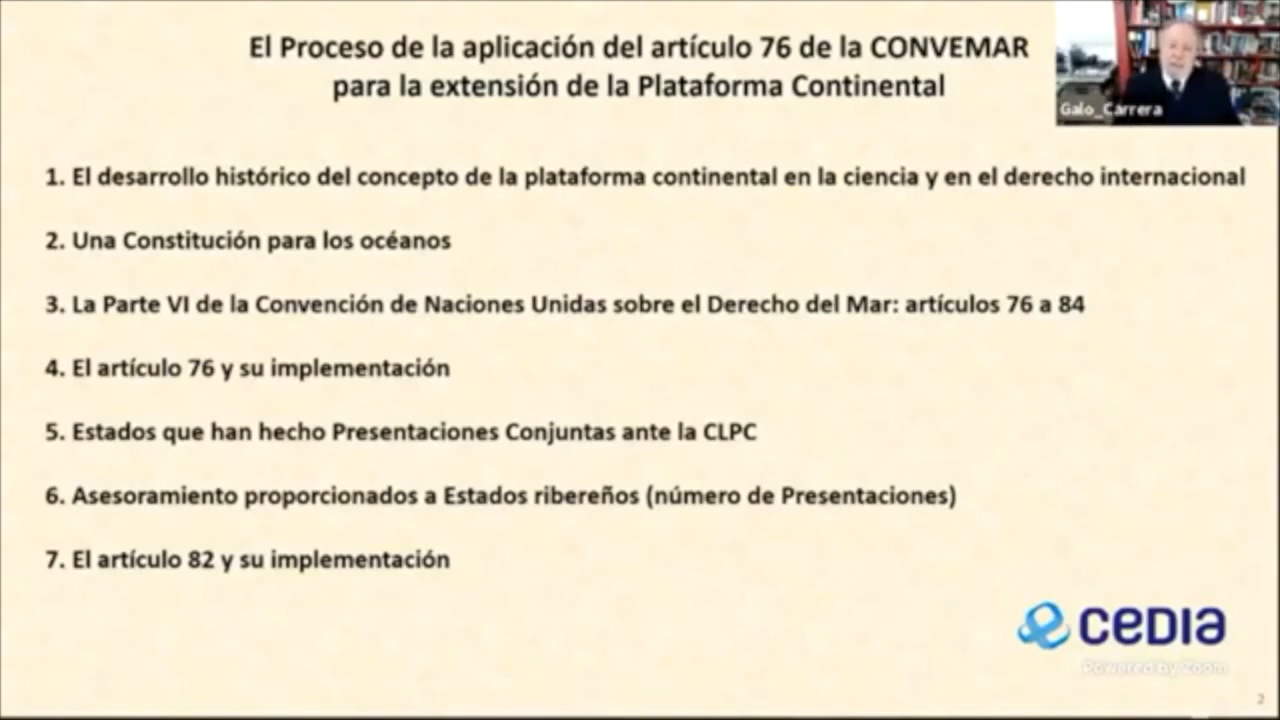 El Proceso de la aplicación del artículo 76 de la CONVEMAR
para la extensión de la Plataforma Continental
Galo_Carrera
1. El desarrollo histórico del concepto de la plataforma continental en la ciencia y en el derecho internacional
2. Una Constitución para los océanos
3. La Parte VI de la Convención de Naciones Unidas sobre el Derecho del Mar: artículos 76 a 84
4. El artículo 76 y su implementación
5. Estados que han hecho Presentaciones Conjuntas ante la CLPC
6. Asesoramiento proporcionados a Estados ribereños (número de Presentaciones)
7. El artículo 82 y su implementación
CEDIA
Powered by Zoom
2